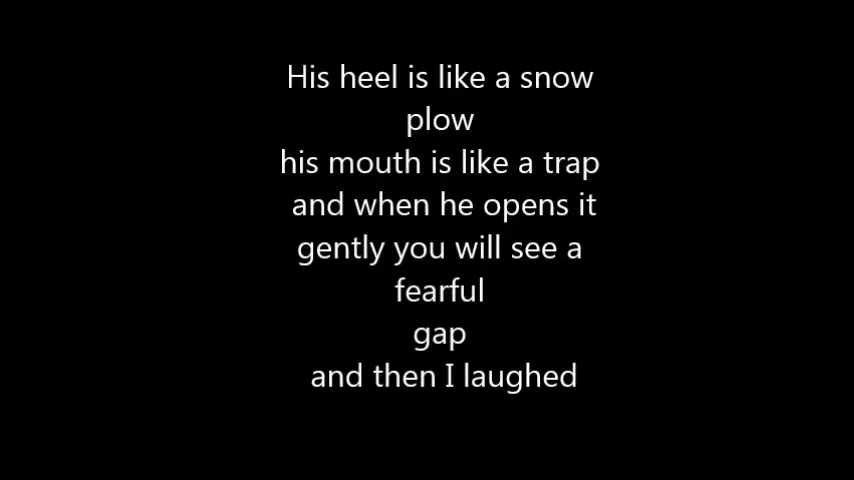 His heel is like a snow
plow
his mouth is like a trap
and when he opens it
gently you will see a
fearful
gap
and then I laughed